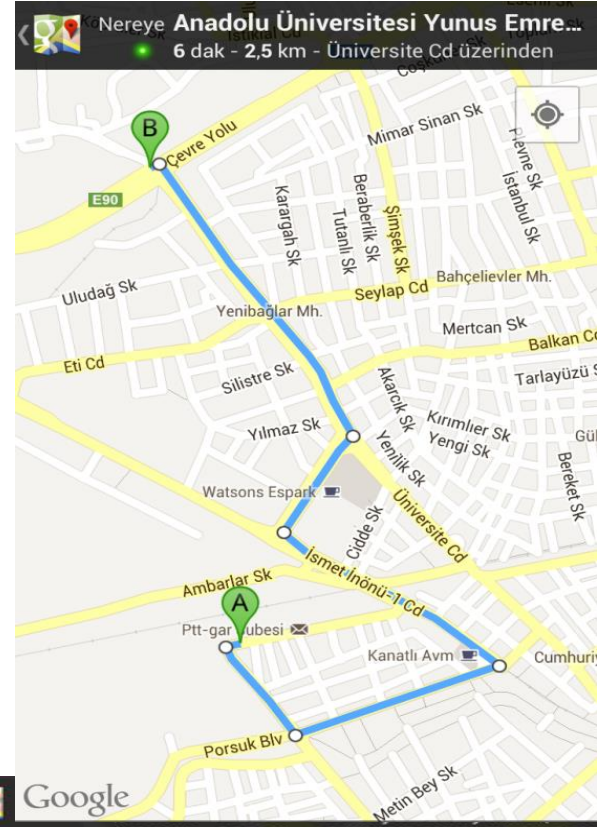 Nereye Anadolu Üniversitesi Yunus Emre...
6 dak - 2,5 km - Üniversite Cd üzerinden
B
Çevre Yolu
Mimar Sinan Sk
Plevne Sk
İstanbul Sk
E90
Karargah Sk
Beraberlik Sk
Tutanlı Sk
Şimşek Sk
Bahçelievler Mh.
Uludağ Sk
Seylap Cd
Yenibağlar Mh.
Mertcan Sk
Balkan Cd
Eti Cd
Silistre Sk
Akarcık Sk
Tarlayüzü S
Kırımlıer Sk
Yengi Sk
Gül
Yılmaz Sk
Yenilik Sk
Bereket Sk
Watsons Espark
Cidde Sk
Üniversite Cd
İsmet İnönü-1 Cd
Ambarlar Sk
A
Ptt-gar Şubesi
Kanatlı Avm
Cumhuriy
Porsuk Blv
Metin Bey Sk
Google